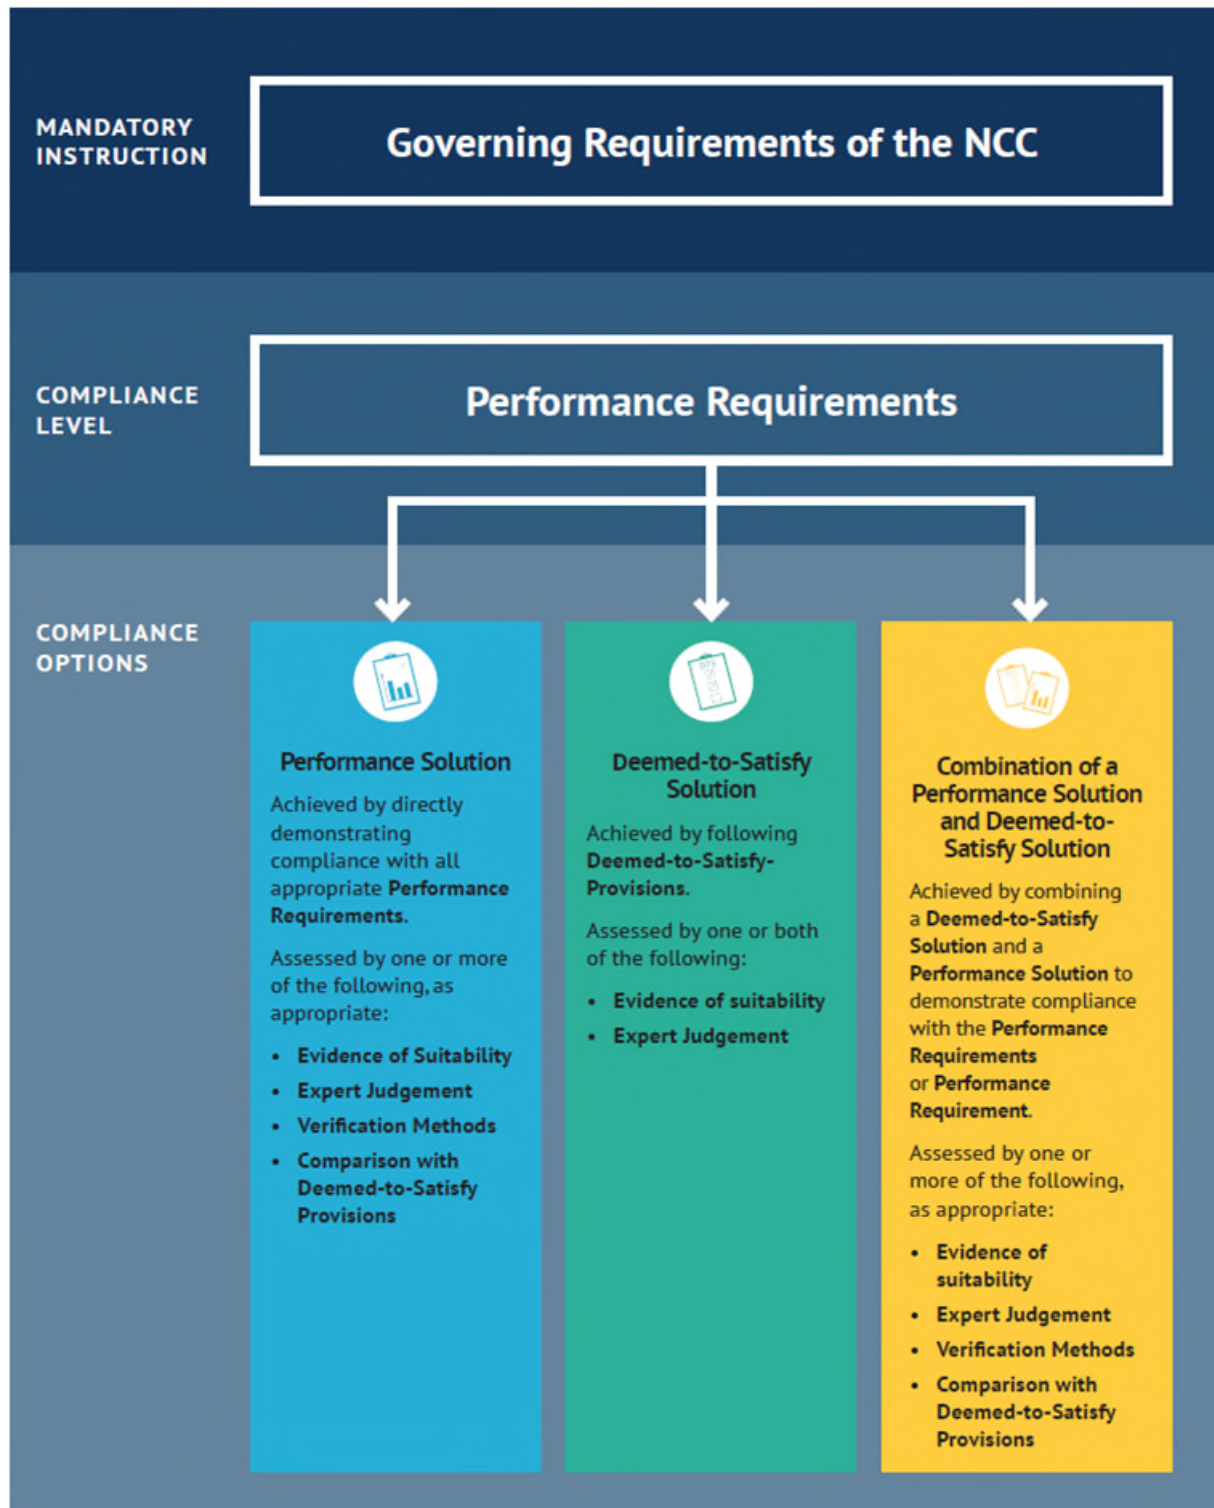 MANDATORY
INSTRUCTION
Governing Requirements of the NCC
COMPLIANCE
LEVEL
Performance Requirements
COMPLIANCE
OPTIONS
Performance Solution
Achieved by directly
demonstrating
compliance with all
appropriate Performance
Requirements.
Assessed by one or more
of the following, as
appropriate:
• Evidence of Suitability
• Expert Judgement
• Verification Methods
• Comparison with
Deemed-to-Satisfy
Provisions
DTS
Deemed-to-Satisfy
Solution
Achieved by following
Deemed-to-Satisfy-
Provisions.
Assessed by one or both
of the following:
• Evidence of suitability
• Expert Judgement
Combination of a
Performance Solution
and Deemed-to-
Satisfy Solution
Achieved by combining
a Deemed-to-Satisfy
Solution and a
Performance Solution to
demonstrate compliance
with the Performance
Requirements
or Performance
Requirement.
Assessed by one or
more of the following,
as appropriate:
• Evidence of
suitability
• Expert Judgement
• Verification Methods
• Comparison with
Deemed-to-Satisfy
Provisions